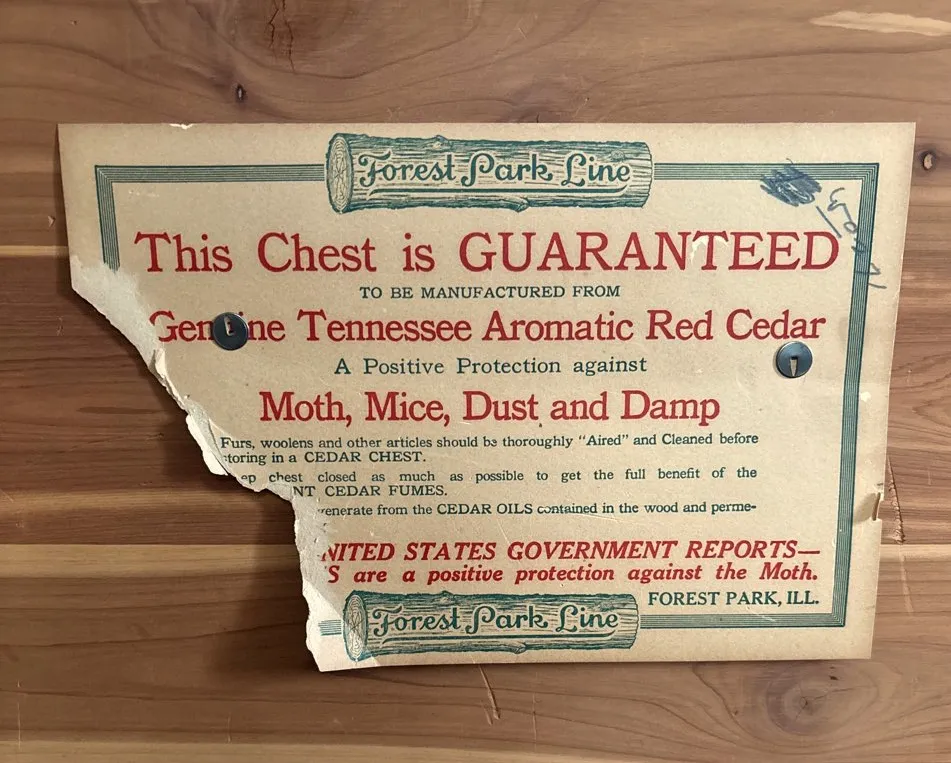 Forest Park Line
This Chest is GUARANTEED
TO BE MANUFACTURED FROM
Genuine Tennessee Aromatic Red Cedar
A Positive Protection against
Moth, Mice, Dust and Damp
Furs, woolens and other articles should be thoroughly "Aired" and Cleaned before
toring in a CEDAR CHEST.
ep chest closed as much as possible to get the full benefit of the
NT CEDAR FUMES.
venerate from the CEDAR OILS contained in the wood and perme-
NITED STATES GOVERNMENT REPORTS—
S are a positive protection against the Moth.
FOREST PARK, ILL.
Forest Park Line